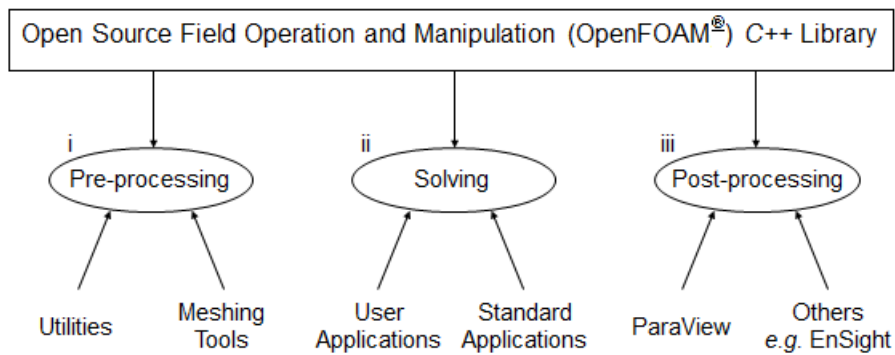 Open Source Field Operation and Manipulation (OpenFOAM®) C++ Library
i
ii
iii
Pre-processing
Solving
Post-processing
Utilities
Meshing
Tools
User
Applications
Standard
Applications
ParaView
Others
e.g. EnSight